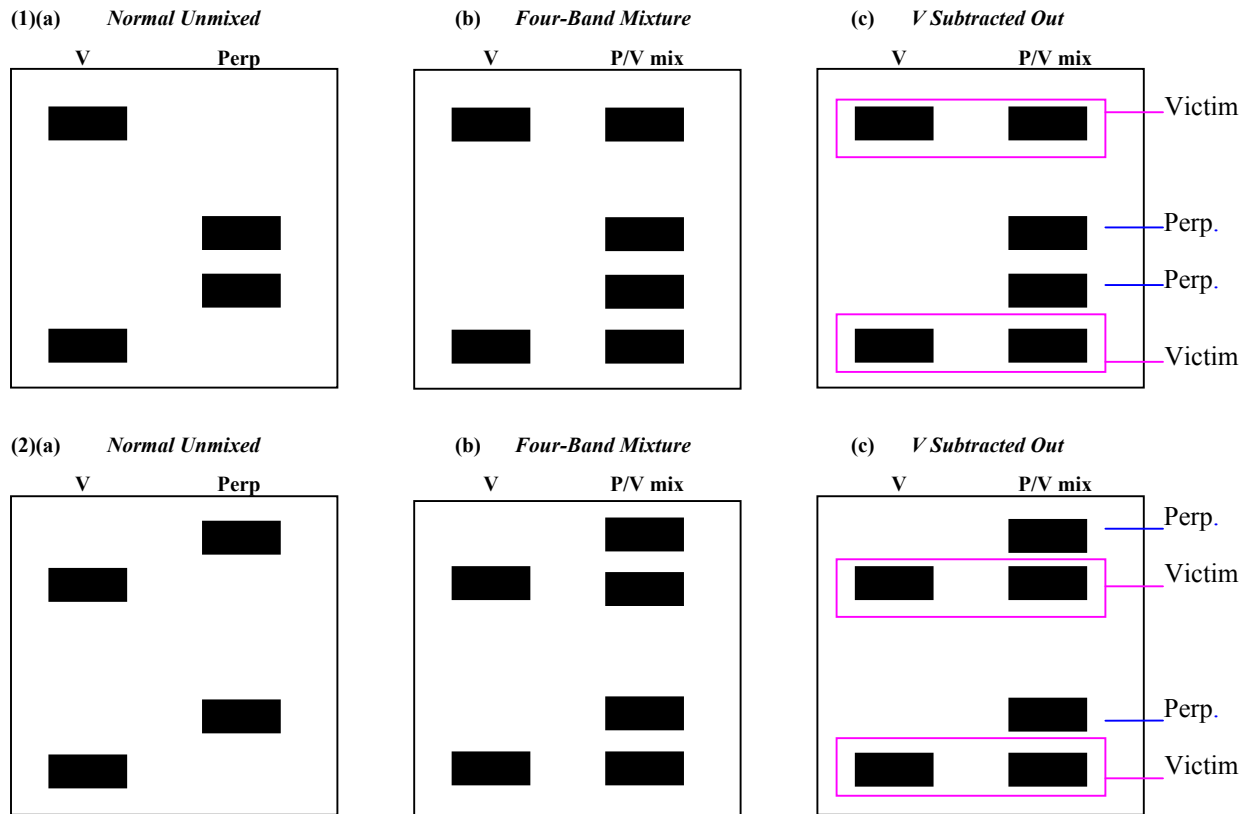 (1)(a) Normal Unmixed (b) Four-Band Mixture (c) V Subtracted Out
V Perp V P/V mix V P/V mix
Victim
Perp.
Perp.
Victim
(2)(a) Normal Unmixed (b) Four-Band Mixture (c) V Subtracted Out
V Perp V P/V mix V P/V mix
Perp.
Victim
Perp.
Victim